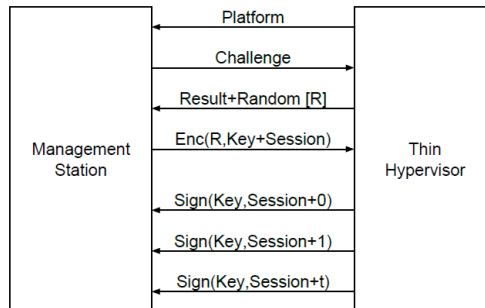 Platform
Challenge
Result+Random [R]
Enc(R,Key+Session)
Management
Station
Thin
Hypervisor
Sign(Key,Session+0)
Sign(Key,Session+1)
Sign(Key,Session+t)